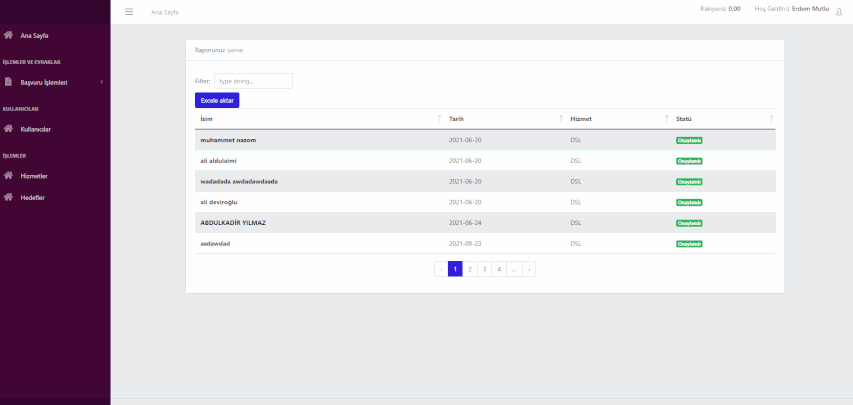 Ana Sayfa
Bakiyeniz 0.00
Hoş Geldiniz Erdem Mutlu
Ana Sayfa
İŞLEMLER VE EVRAKLAR
Başvuru İşlemleri
KULLANICILAR
Kullanıcılar
İŞLEMLER
Hizmetler
Hedefler
Raporunuz işlemler
Filter: type string...
Excele aktar
İsim Tarih Hizmet Statü
muhammet nazom 2021-06-20 DSL Onaylandı
ali aldulaimi 2021-06-20 DSL Onaylandı
wadadada awdadawdasda 2021-06-20 DSL Onaylandı
ali deviroğlu 2021-06-20 DSL Onaylandı
ABDULKADİR YILMAZ 2021-06-24 DSL Onaylandı
asdawdad 2021-08-23 DSL Onaylandı
‹ 1 2 3 4 ... ›